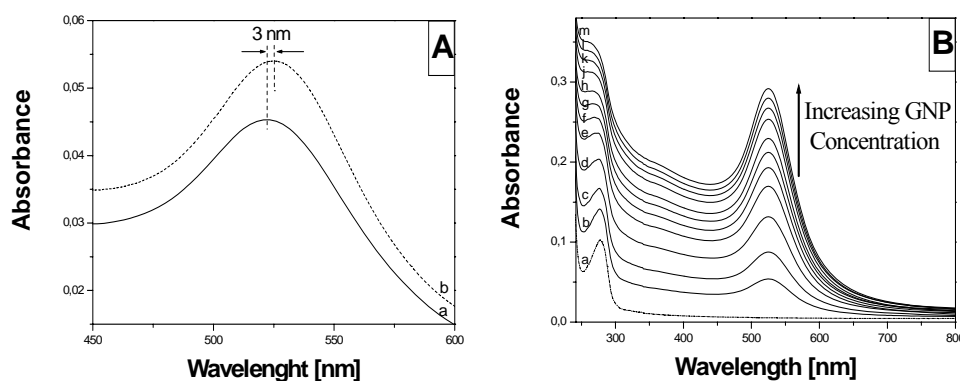 3 nm
A
0,06
0,05
0,04
0,03
0,02
Absorbance
b
a
450
500
550
600
Wavelenght [nm]
B
m
l
k
j
h
g
f
e
d
c
b
a
0,3
0,2
0,1
0,0
Absorbance
Increasing GNP
Concentration
300
400
500
600
700
800
Wavelength [nm]